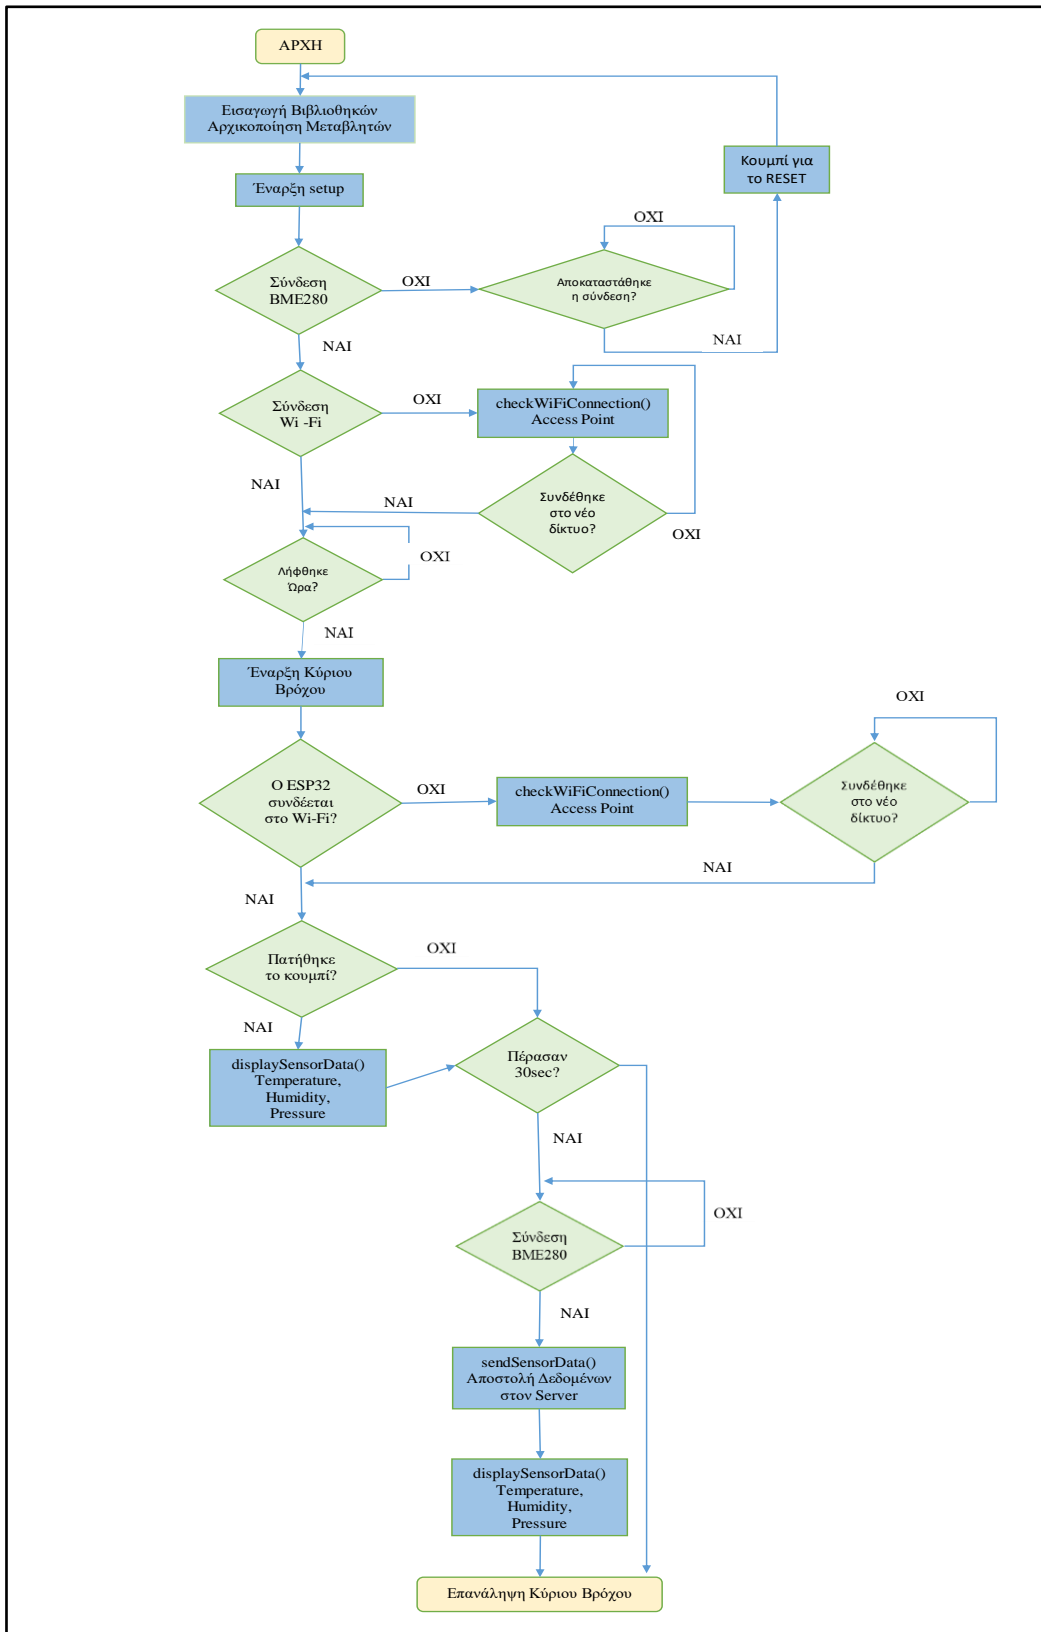 ΑΡΧΗ
Εισαγωγή Βιβλιοθηκών
Αρχικοποίηση Μεταβλητών
Κουμπί για
το RESET
Έναρξη setup
ΟΧΙ
Σύνδεση
BME280
ΟΧΙ
Αποκαταστάθηκε
η σύνδεση?
ΝΑΙ
ΝΑΙ
Σύνδεση
Wi -Fi
ΟΧΙ
checkWiFiConnection()
Access Point
ΝΑΙ
ΝΑΙ
Συνδέθηκε
στο νέο
δίκτυο?
ΟΧΙ
ΟΧΙ
Λήφθηκε
Ώρα?
ΝΑΙ
Έναρξη Κύριου
Βρόχου
ΟΧΙ
Ο ESP32
συνδέεται
στο Wi-Fi?
ΟΧΙ
checkWiFiConnection()
Access Point
Συνδέθηκε
στο νέο
δίκτυο?
ΝΑΙ
ΝΑΙ
Πατήθηκε
το κουμπί?
ΟΧΙ
ΝΑΙ
displaySensorData()
Temperature,
Humidity,
Pressure
Πέρασαν
30sec?
ΝΑΙ
ΟΧΙ
Σύνδεση
BME280
ΝΑΙ
sendSensorData()
Αποστολή Δεδομένων
στον Server
displaySensorData()
Temperature,
Humidity,
Pressure
Επανάληψη Κύριου Βρόχου